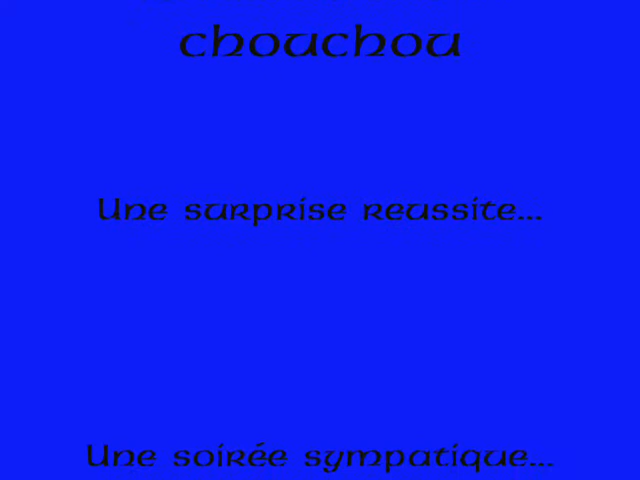 chouchou
Une surprise reussite...
Une soirée sympatique...